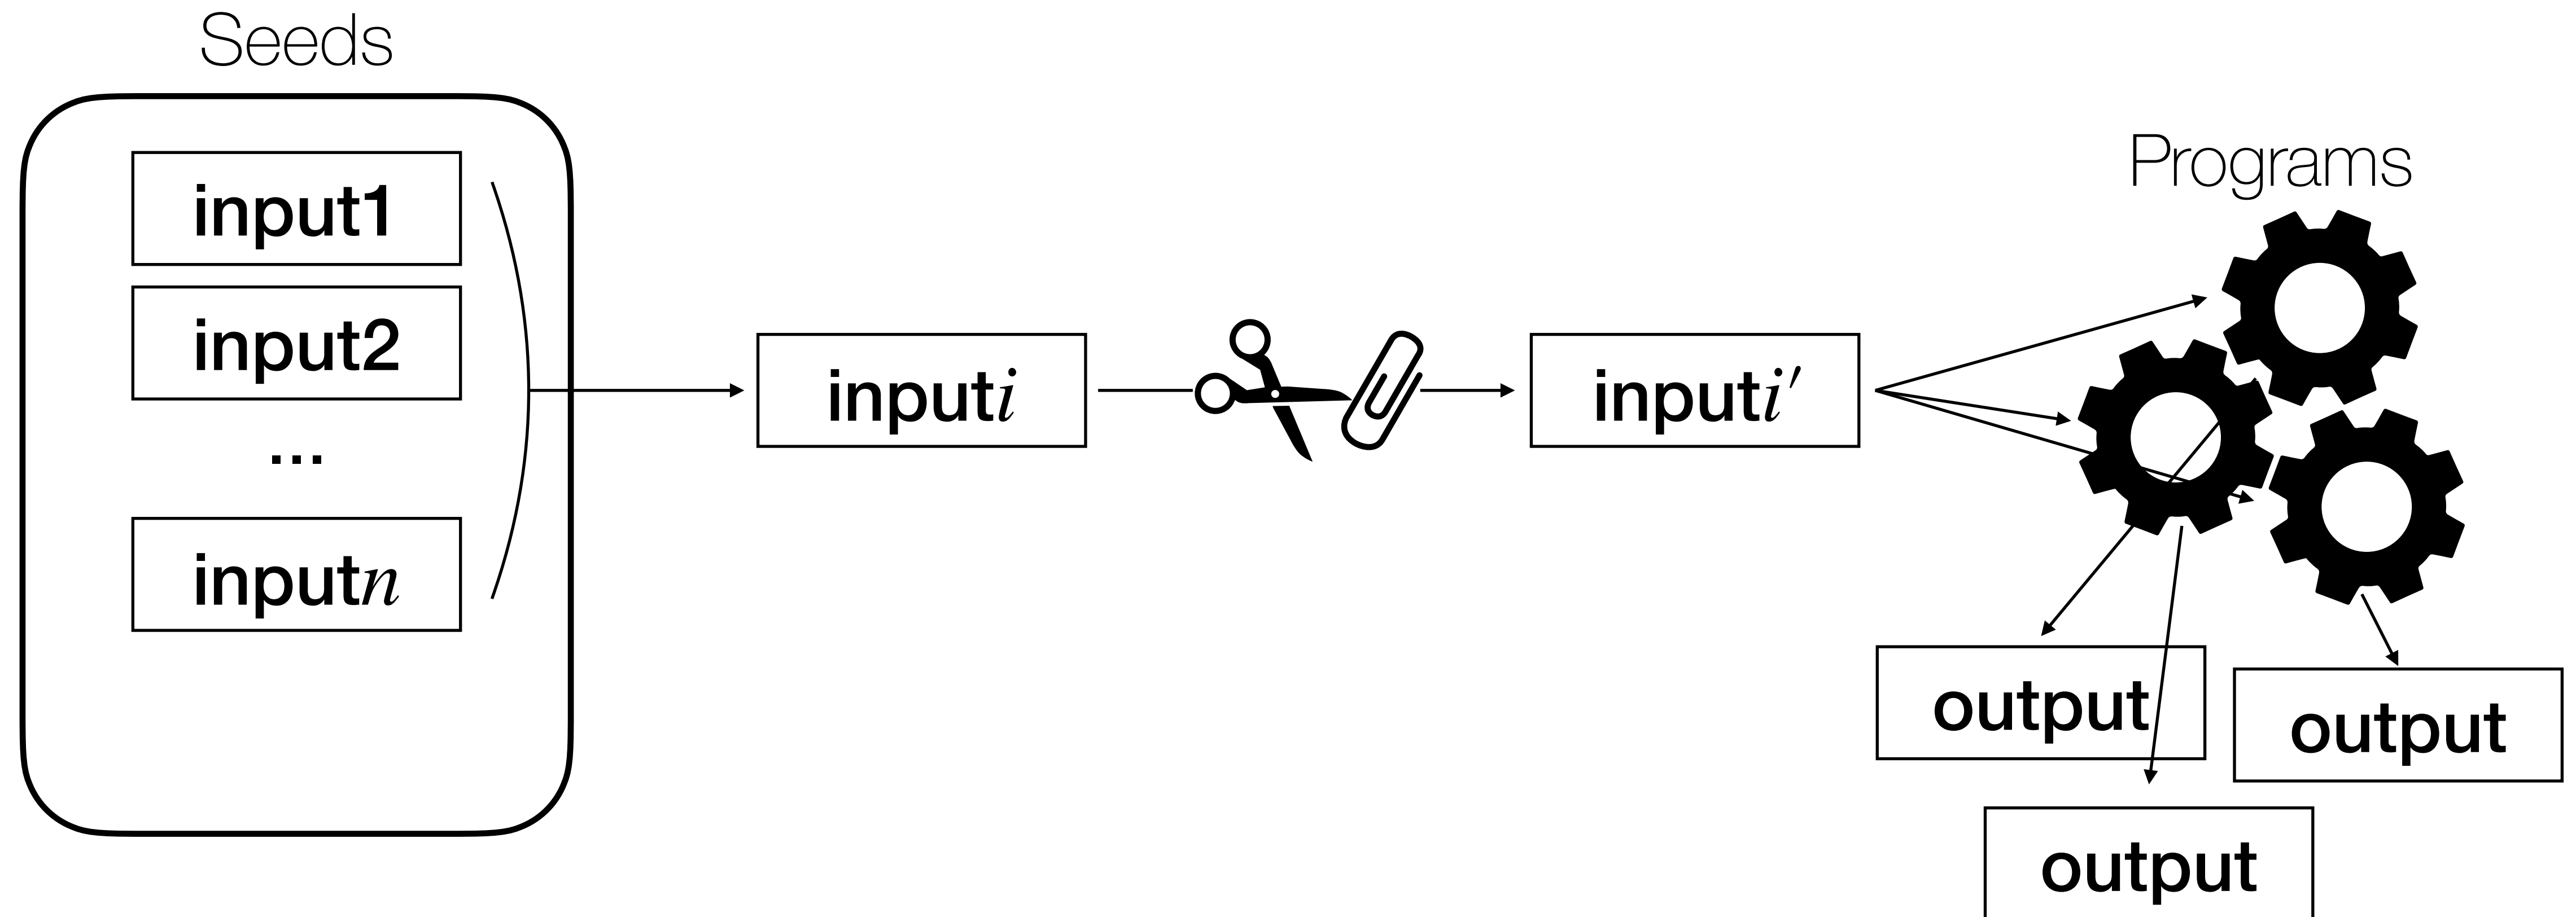 Seeds
input1
input2
...
inputn
inputi
inputi′
Programs
output
output
output